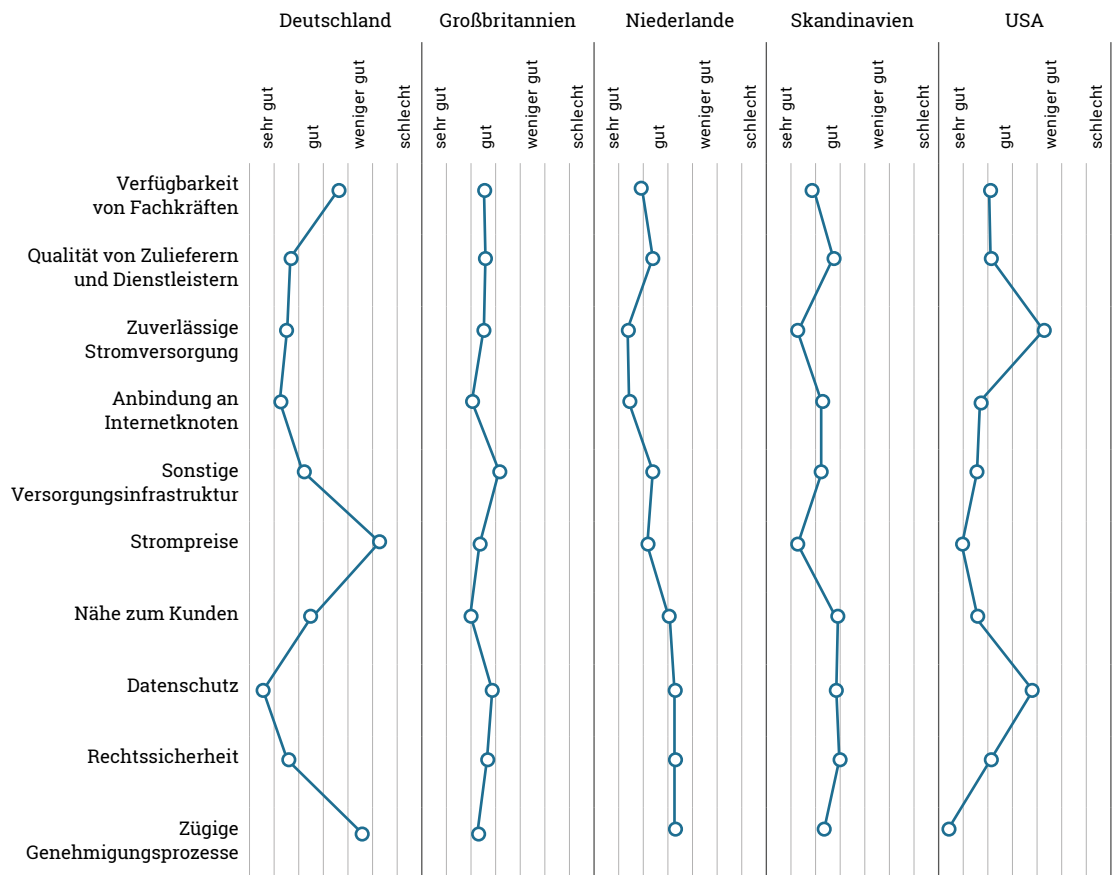 Deutschland
Großbritannien
Niederlande
Skandinavien
USA
sehr gut
gut
weniger gut
schlecht
sehr gut
gut
weniger gut
schlecht
sehr gut
gut
weniger gut
schlecht
sehr gut
gut
weniger gut
schlecht
sehr gut
gut
weniger gut
schlecht
Verfügbarkeit
von Fachkräften
Qualität von Zulieferern
und Dienstleistern
Zuverlässige
Stromversorgung
Anbindung an
Internetknoten
Sonstige
Versorgungsinfrastruktur
Strompreise
Nähe zum Kunden
Datenschutz
Rechtssicherheit
Zügige
Genehmigungsprozesse